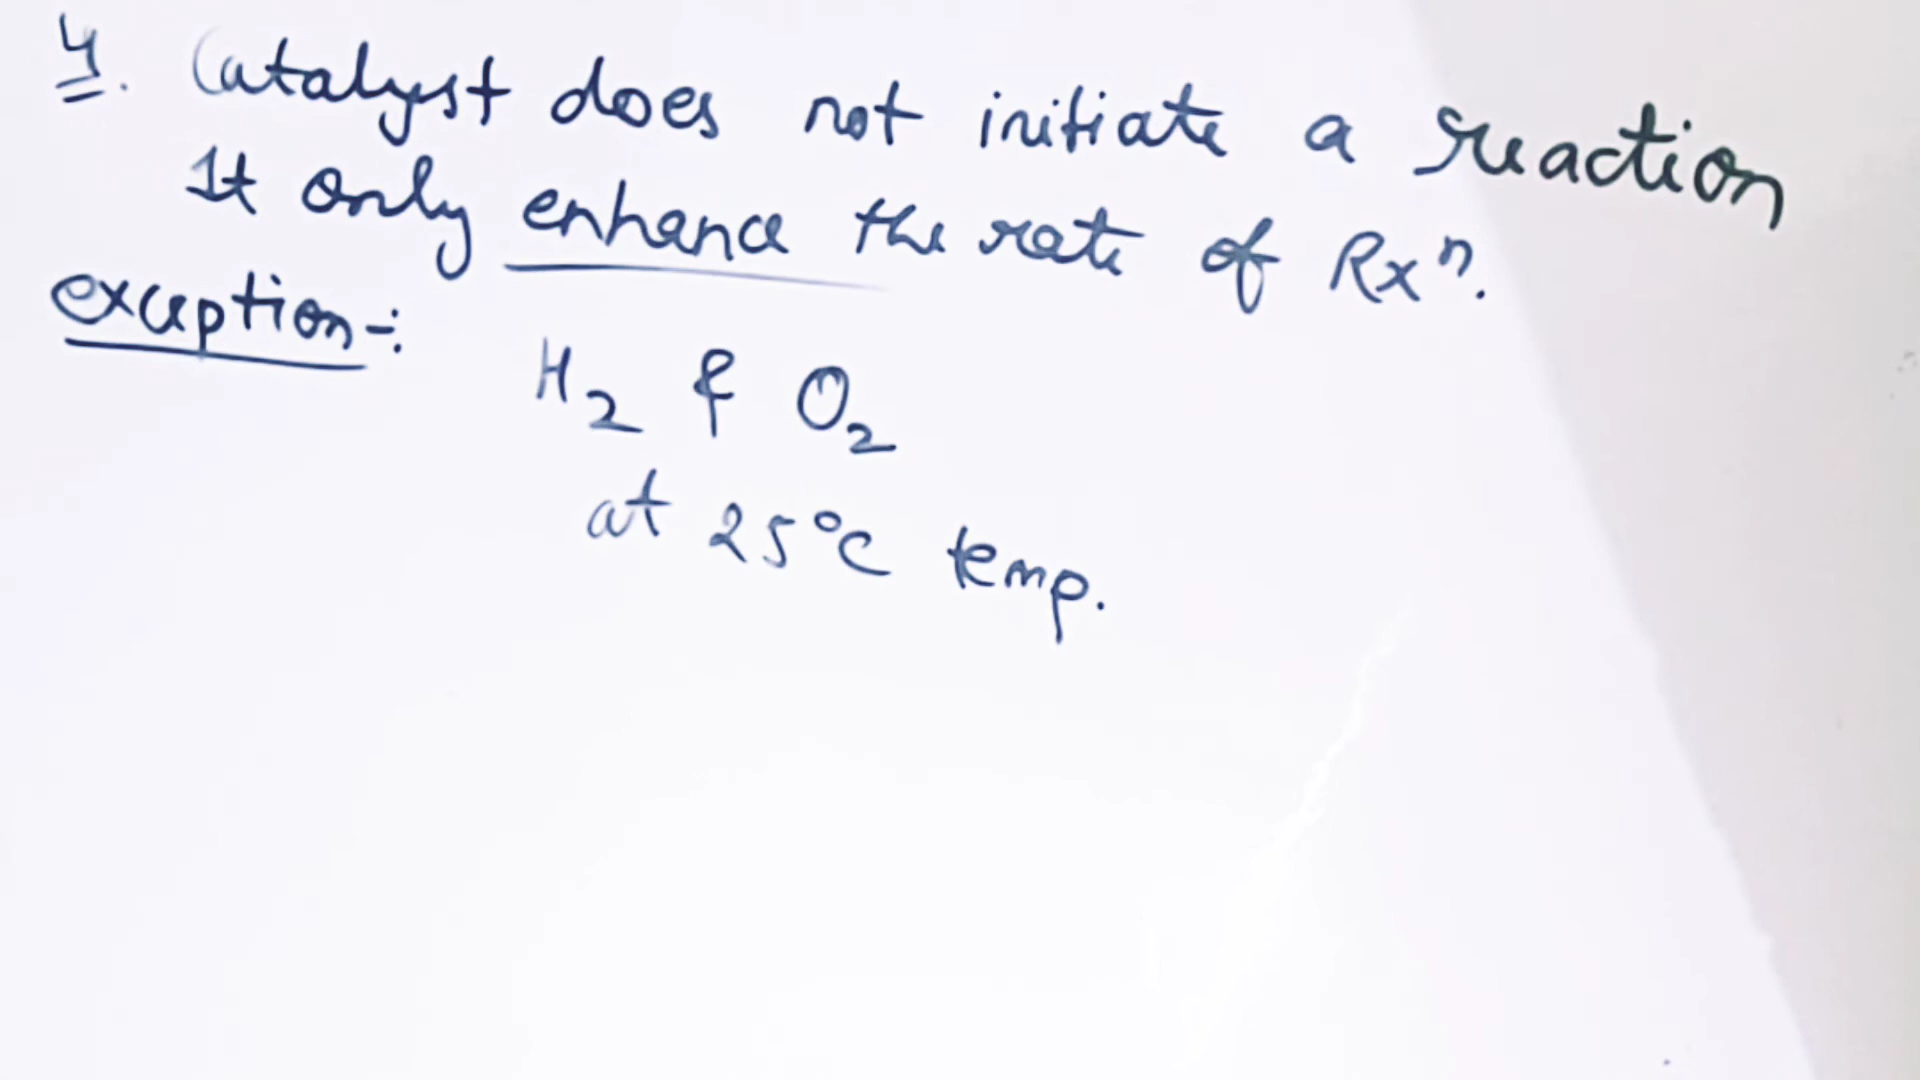 4. Catalyst does not initiate a reaction
It only enhance the rate of Rxⁿ.
exception-:
H₂ & O₂
at 25°C temp.